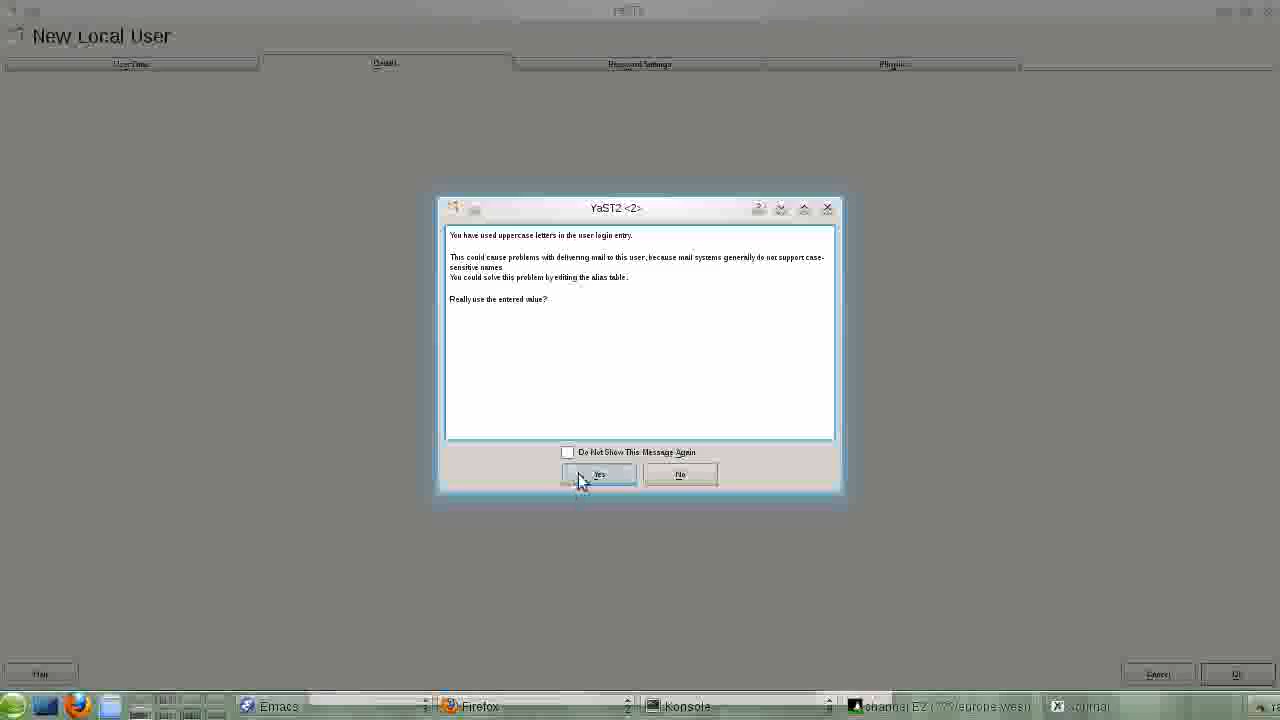 YaST2
New Local User
User Data
Details
Password Settings
Plug-Ins
YaST2 <2>
You have used uppercase letters in the user login entry.
This could cause problems with delivering mail to this user, because mail systems generally do not support case-
sensitive names.
You could solve this problem by editing the alias table.
Really use the entered value?
Do Not Show This Message Again
Yes
No
Help
Cancel
OK
Emacs
Firefox
2
Konsole